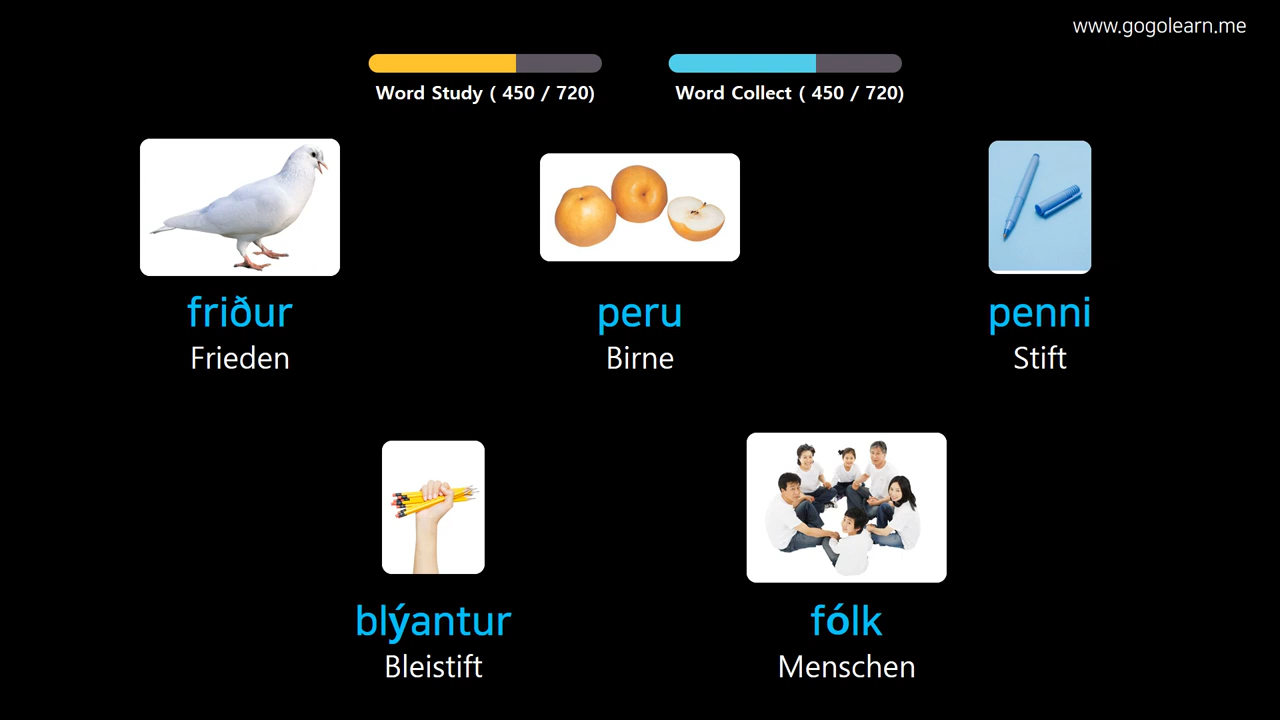 www.gogolearn.me
Word Study ( 450 / 720)
Word Collect ( 450 / 720)
friður
Frieden
peru
Birne
penni
Stift
blýantur
Bleistift
fólk
Menschen